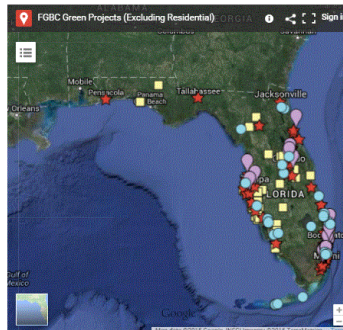 FGBC Green Projects (Excluding Residential)
Sign in
ALABAMA
GEORGIA
Savannah
Mobile
Pensacola
Panama
Beach
Tallahassee
Jacksonville
Orleans
FLORIDA
Gulf of
Mexico
Google